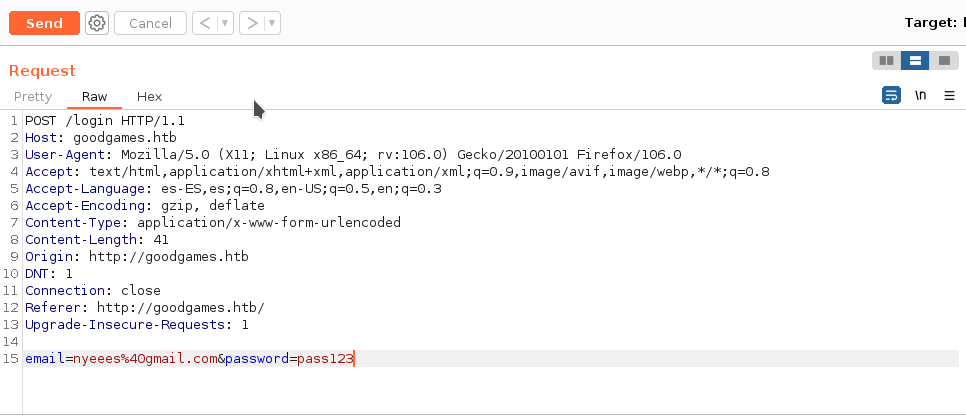 Send Cancel < > Target: 
Request
Pretty Raw Hex \n
1 POST /login HTTP/1.1
2 Host: goodgames.htb
3 User-Agent: Mozilla/5.0 (X11; Linux x86_64; rv:106.0) Gecko/20100101 Firefox/106.0
4 Accept: text/html,application/xhtml+xml,application/xml;q=0.9,image/avif,image/webp,*/*;q=0.8
5 Accept-Language: es-ES,es;q=0.8,en-US;q=0.5,en;q=0.3
6 Accept-Encoding: gzip, deflate
7 Content-Type: application/x-www-form-urlencoded
8 Content-Length: 41
9 Origin: http://goodgames.htb
10 DNT: 1
11 Connection: close
12 Referer: http://goodgames.htb/
13 Upgrade-Insecure-Requests: 1
14
15 email=nyeees%40gmail.com&password=pass123